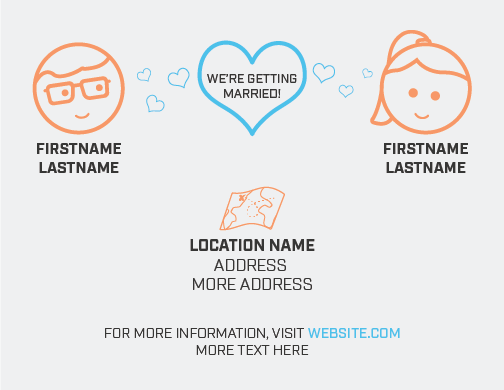 WE'RE GETTING
MARRIED!
FIRSTNAME
LASTNAME
FIRSTNAME
LASTNAME
X
LOCATION NAME
ADDRESS
MORE ADDRESS
FOR MORE INFORMATION, VISIT WEBSITE.COM
MORE TEXT HERE